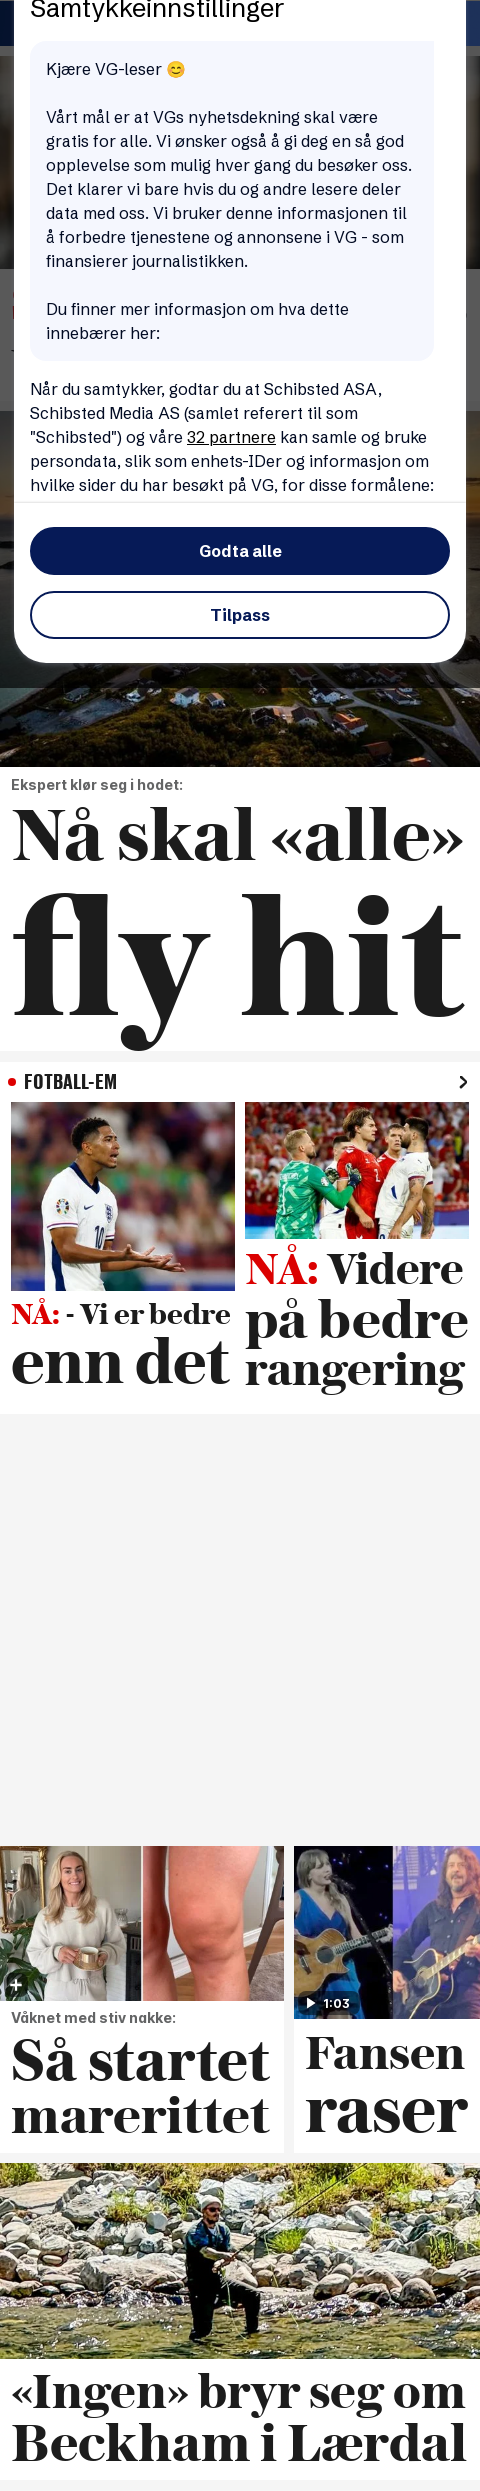 Samtykkeinnstillinger
Kjære VG-leser 😊
Vårt mål er at VGs nyhetsdekning skal være
gratis for alle. Vi ønsker også å gi deg en så god
opplevelse som mulig hver gang du besøker oss.
Det klarer vi bare hvis du og andre lesere deler
data med oss. Vi bruker denne informasjonen til
å forbedre tjenestene og annonsene i VG - som
finansierer journalistikken.
Du finner mer informasjon om hva dette
innebærer her:
Når du samtykker, godtar du at Schibsted ASA,
Schibsted Media AS (samlet referert til som
"Schibsted") og våre 32 partnere kan samle og bruke
persondata, slik som enhets-IDer og informasjon om
hvilke sider du har besøkt på VG, for disse formålene:
Godta alle
Tilpass
Ekspert klør seg i hodet:
Nå skal «alle»
fly hit
FOTBALL-EM
NÅ: - Vi er bedre
enn det
NÅ: Videre
på bedre
rangering
Våknet med stiv nakke:
Så startet
marerittet
1:03
Fansen
raser
«Ingen» bryr seg om
Beckham i Lærdal